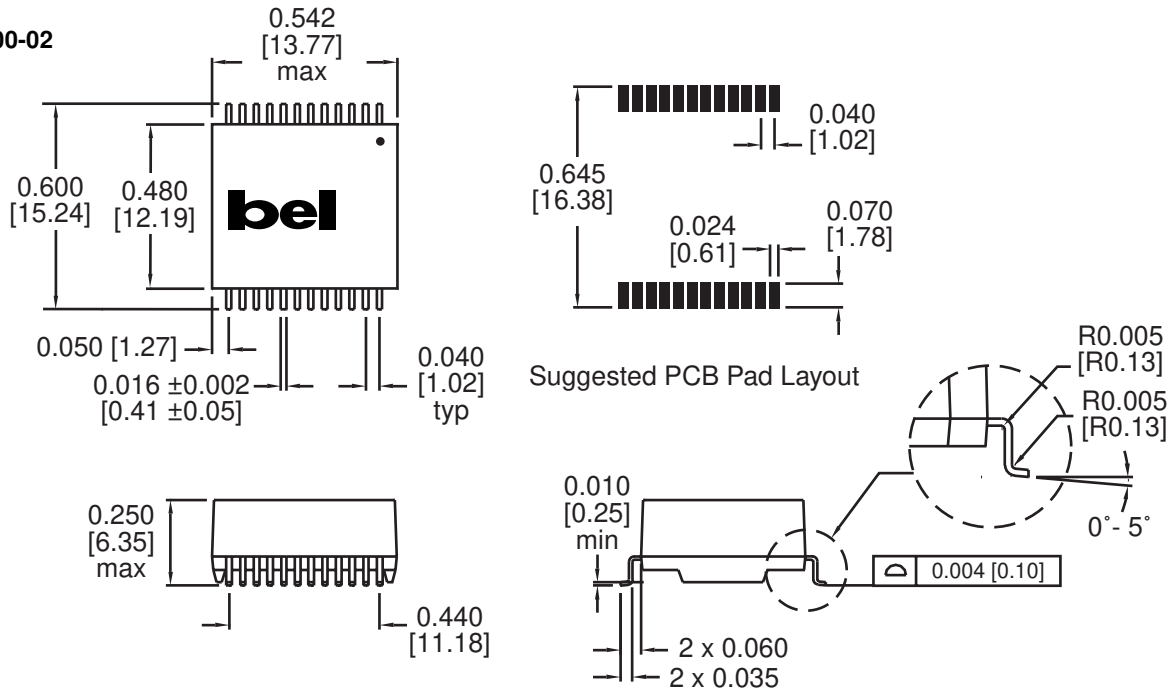 00-02
0.542
[13.77]
max
0.600
[15.24]
0.480
[12.19]
bel
0.050 [1.27]
0.016 ±0.002
[0.41 ±0.05]
0.040
[1.02]
typ
0.645
[16.38]
0.040
[1.02]
0.024
[0.61]
0.070
[1.78]
Suggested PCB Pad Layout
R0.005
[R0.13]
R0.005
[R0.13]
0°- 5°
0.250
[6.35]
max
0.440
[11.18]
0.010
[0.25]
min
0.004 [0.10]
2 x 0.060
2 x 0.035